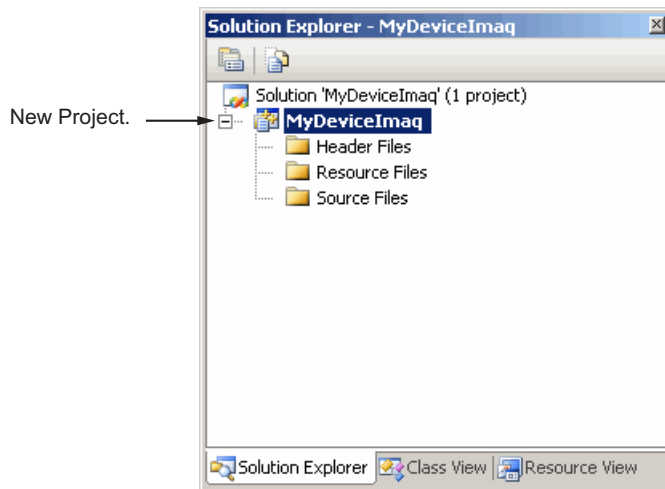 Solution Explorer - MyDeviceImaq
Solution 'MyDeviceImaq' (1 project)
New Project.
MyDeviceImaq
Header Files
Resource Files
Source Files
Solution Explorer
Class View
Resource View